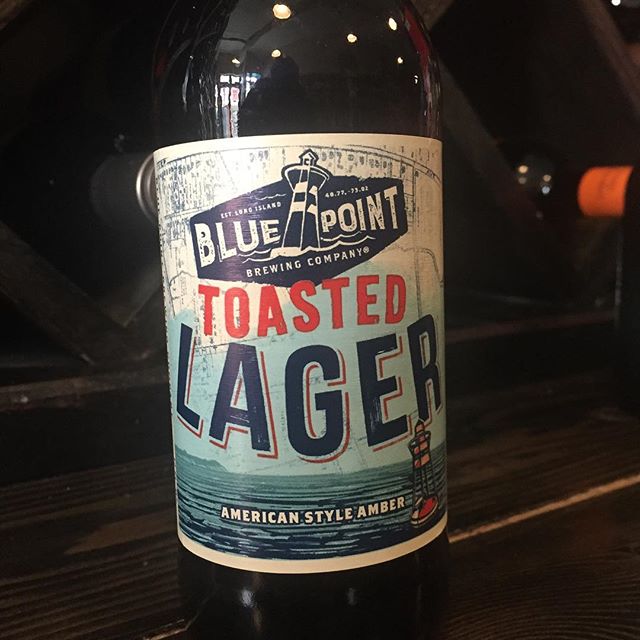 EST. LONG ISLAND
40.77, -73.02
BLUE POINT
BREWING COMPANY®
TOASTED
LAGER
AMERICAN STYLE AMBER